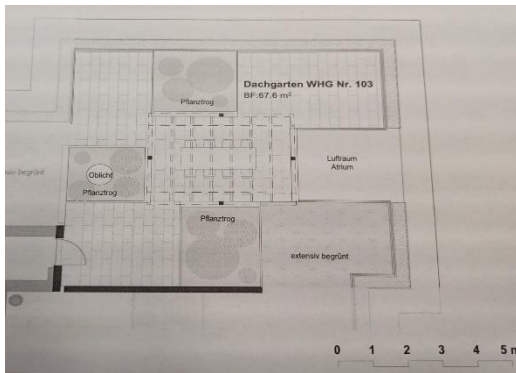 Dachgarten WHG Nr. 103
BF:67.6 m²
Pflanztrog
Luftraum
Atrium
Oblicht
Pflanztrog
begrünt
Pflanztrog
extensiv begrünt
0 1 2 3 4 5 m